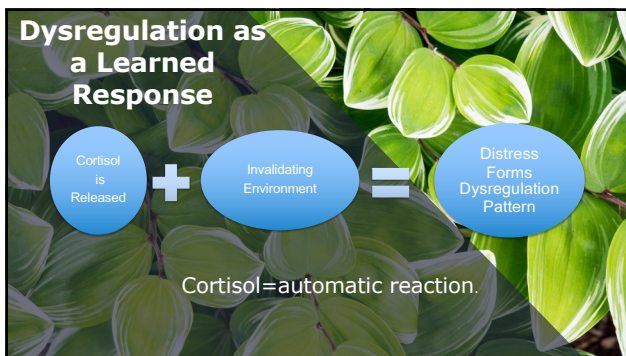 Dysregulation as
a Learned
Response
Cortisol
is
Released
+
Invalidating
Environment
=
Distress
Forms
Dysregulation
Pattern
Cortisol=automatic reaction.